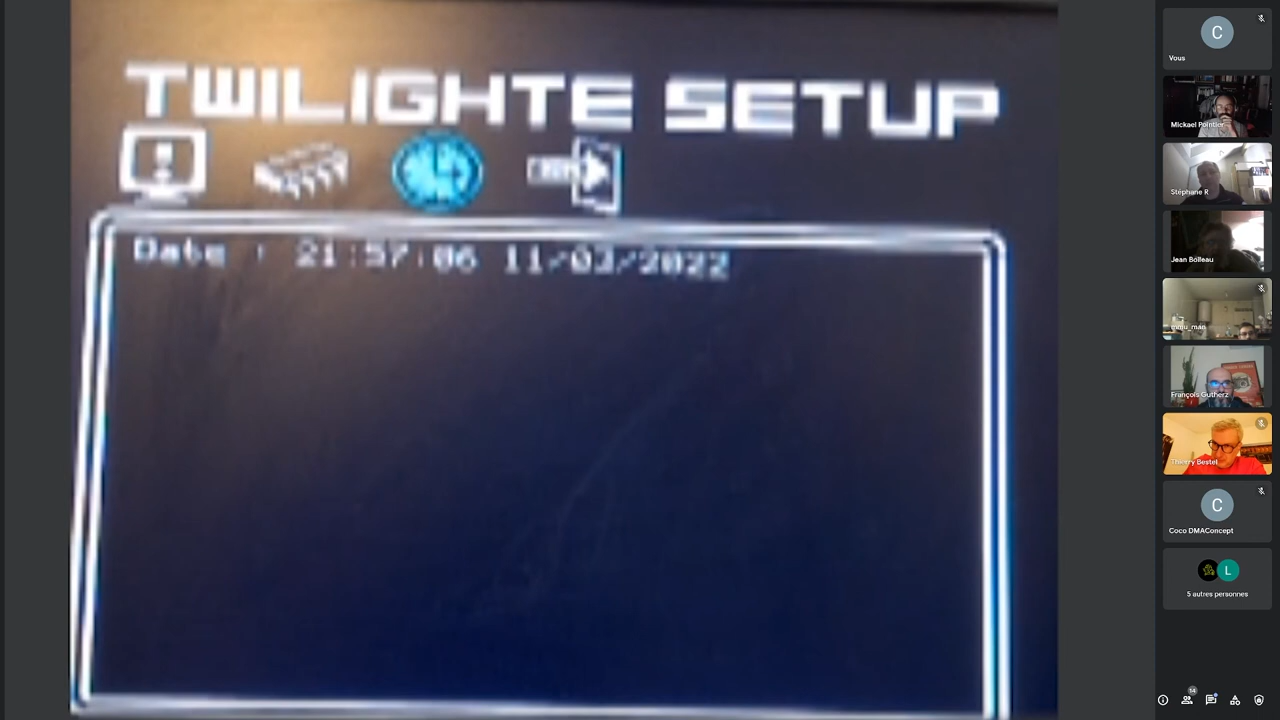 TWILIGHTE SETUP
Date : 21:57:06 11/03/2022
Vous
C
Mickael Pointier
Stéphane R
Jean Boileau
François Gutherz
Thierry Bestel
C
Coco DMAConcept
L
5 autres personnes
14